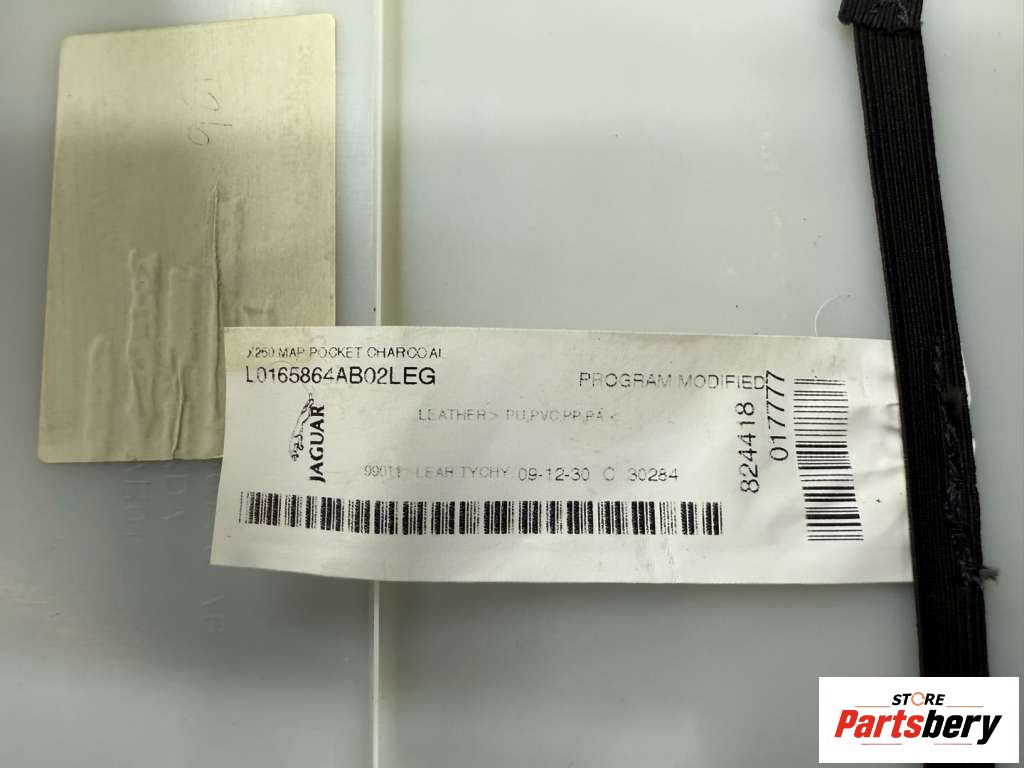 X250 MAP POCKET CHARCOAL
L0165864AB02LEG
PROGRAM MODIFIED
LEATHER> PU,PVC,PP,PA <
JAGUAR
99011 LEAR TYCHY 09-12-30 C 30284
824418
017777
STORE
Partsbery